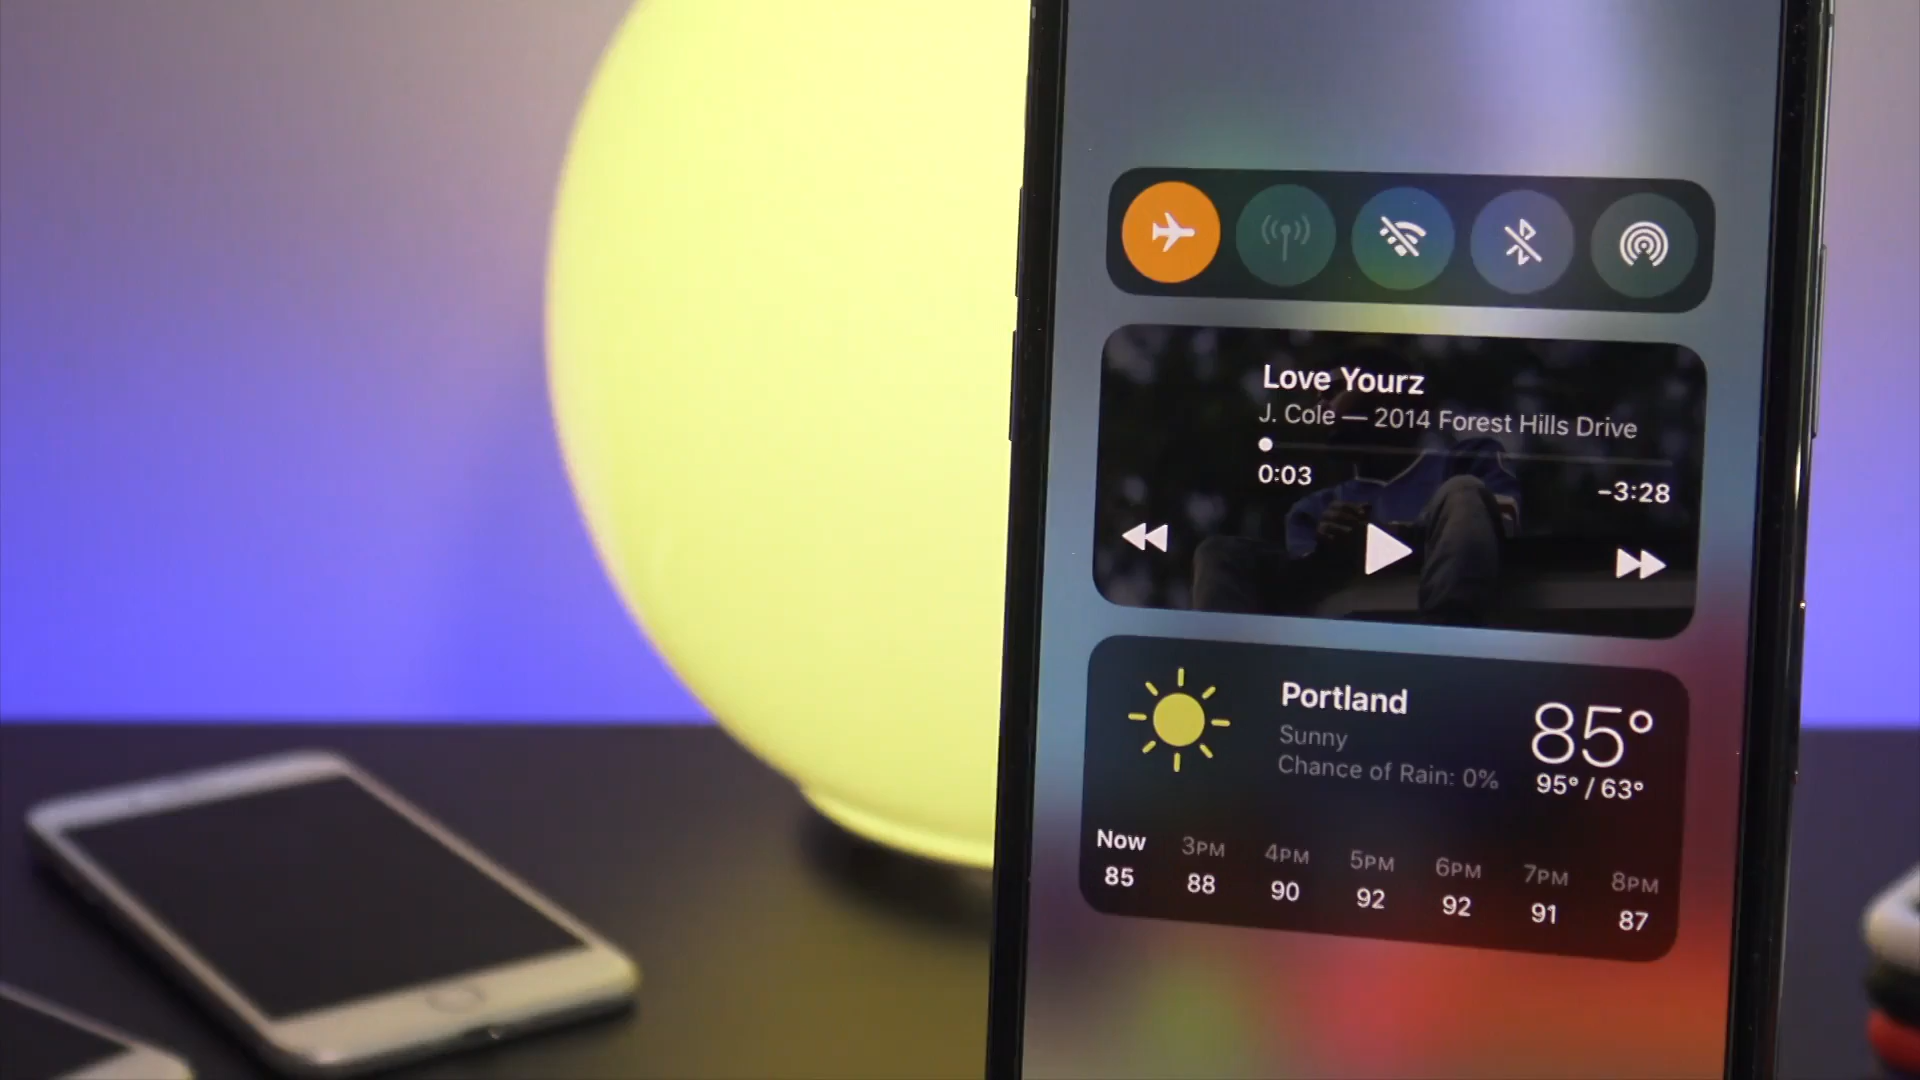 Love Yourz
J. Cole — 2014 Forest Hills Drive
0:03 -3:28
Portland
85°
Sunny
Chance of Rain: 0%
95° / 63°
Now 3PM 4PM 5PM 6PM 7PM 8PM
85 88 90 92 92 91 87